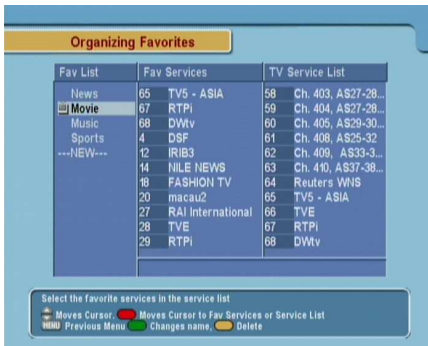 Organizing Favorites
Fav List Fav Services TV Service List
News 65 TV5 - ASIA 58 Ch. 403, AS27-28...
Movie 67 RTPi 59 Ch. 404, AS27-28...
Music 68 DWtv 60 Ch. 405, AS29-30...
Sports 4 DSF 61 Ch. 408, AS25-32
---NEW--- 12 IRIB3 62 Ch. 409, AS33-3...
14 NILE NEWS 63 Ch. 410, AS37-38...
18 FASHION TV 64 Reuters WNS
20 macau2 65 TV5 - ASIA
27 RAI International 66 TVE
28 TVE 67 RTPi
29 RTPi 68 DWtv
Select the favorite services in the service list
Moves Cursor, Moves Cursor to Fav Services or Service List
MENU Previous Menu Changes name, Delete